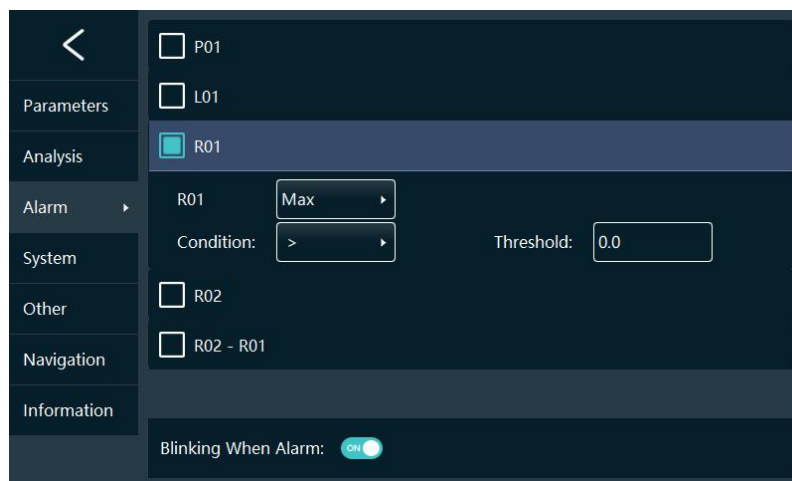 P01
Parameters
L01
Analysis
R01
Alarm
R01 Max
Condition: > Threshold: 0.0
System
Other
R02
Navigation
R02 - R01
Information
Blinking When Alarm: ON